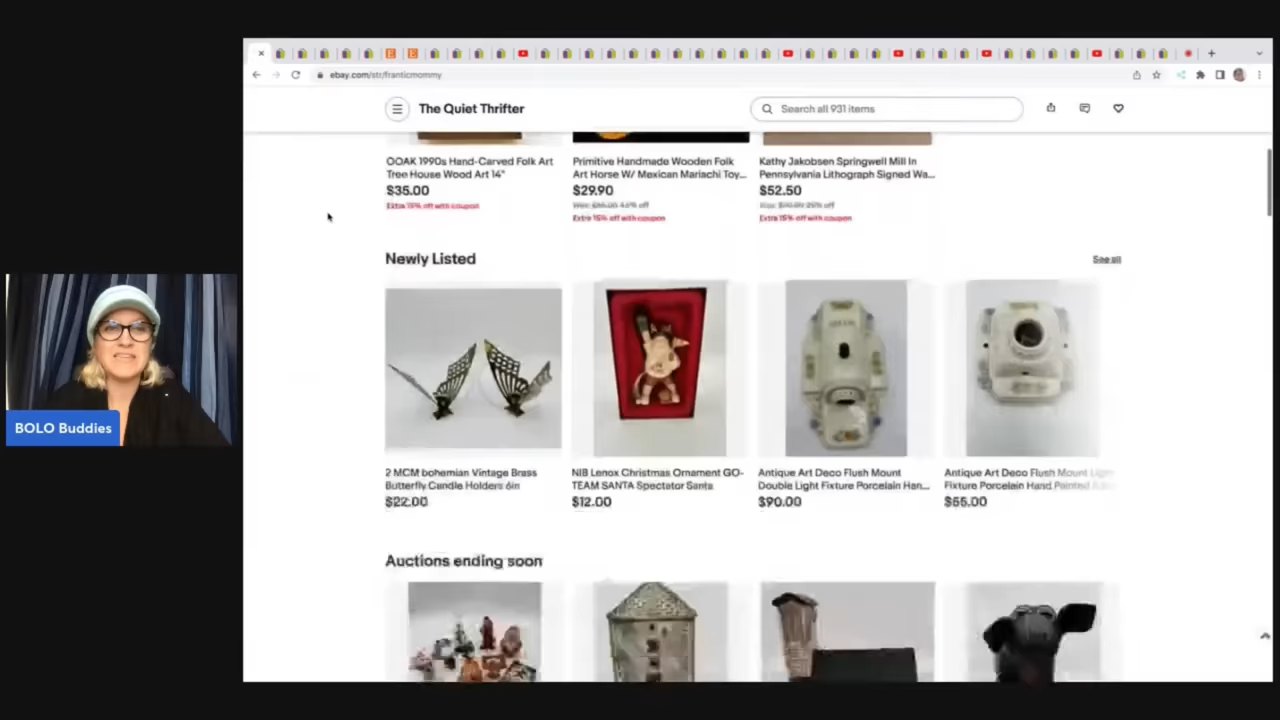 ebay.com/str/franticmommy
The Quiet Thrifter
Search all 931 items
OOAK 1990s Hand-Carved Folk Art
Tree House Wood Art 14"
$35.00
Extra 15% off with coupon
Primitive Handmade Wooden Folk
Art Horse W/ Mexican Mariachi Toy...
$29.90
Extra 15% off with coupon
Kathy Jakobsen Springwell Mill In
Pennsylvania Lithograph Signed Wa...
$52.50
Extra 15% off with coupon
Newly Listed
See all
2 MCM bohemian Vintage Brass
Butterfly Candle Holders 6in
$22.00
NIB Lenox Christmas Ornament GO-
TEAM SANTA Spectator Santa
$12.00
Antique Art Deco Flush Mount
Double Light Fixture Porcelain Han...
$90.00
Antique Art Deco Flush Mount Light
Fixture Porcelain Hand Painted
$55.00
Auctions ending soon
BOLO Buddies